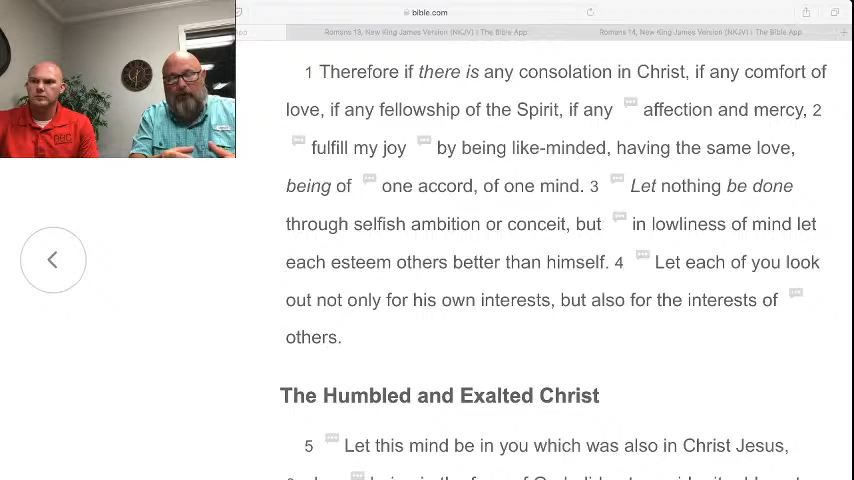 bible.com
Romans 13, New King James Version (NKJV) | The Bible App
Romans 14, New King James Version (NKJV) | The Bible App
1 Therefore if there is any consolation in Christ, if any comfort of
love, if any fellowship of the Spirit, if any affection and mercy, 2
fulfill my joy by being like-minded, having the same love,
being of one accord, of one mind. 3 Let nothing be done
through selfish ambition or conceit, but in lowliness of mind let
each esteem others better than himself. 4 Let each of you look
out not only for his own interests, but also for the interests of
others.
The Humbled and Exalted Christ
5 Let this mind be in you which was also in Christ Jesus,